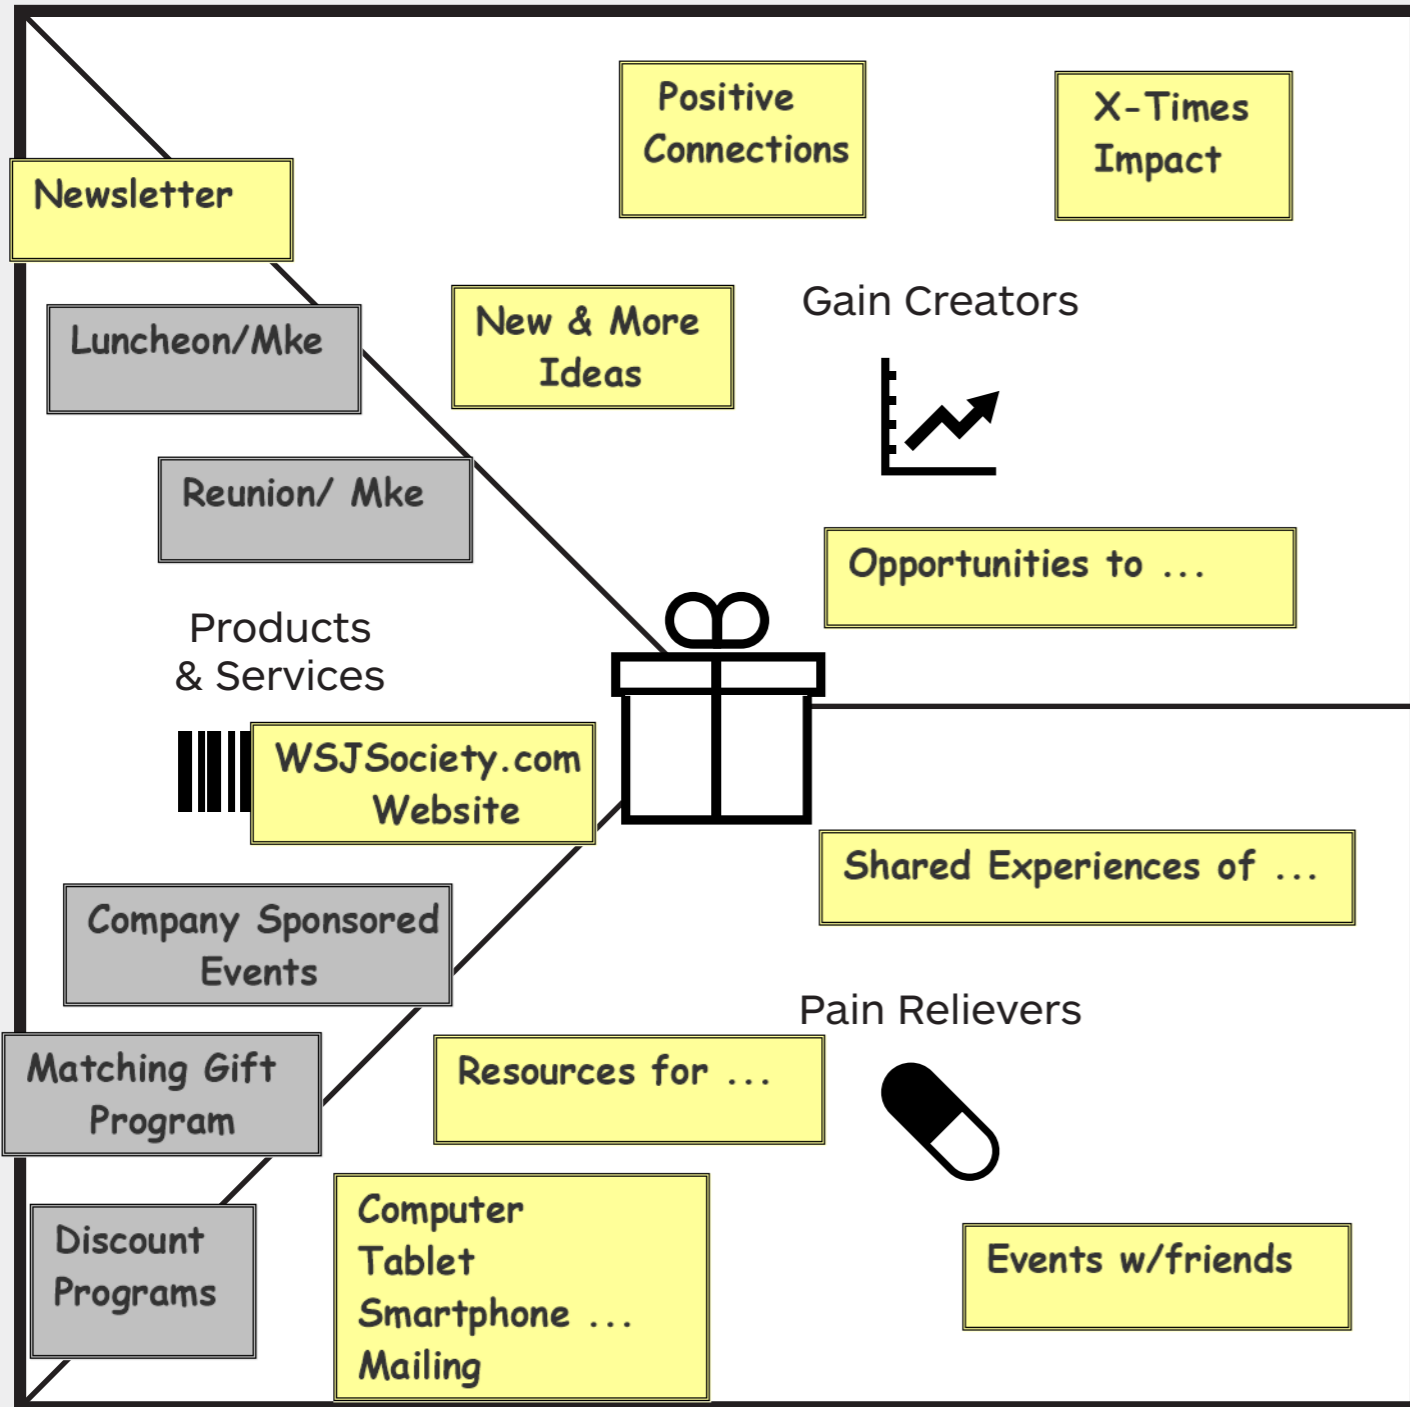 Positive
Connections
X-Times
Impact
Newsletter
Luncheon/Mke
New & More
Ideas
Gain Creators
Reunion/ Mke
Opportunities to ...
Products
& Services
WSJSociety.com
Website
Shared Experiences of ...
Company Sponsored
Events
Pain Relievers
Matching Gift
Program
Resources for ...
Discount
Programs
Computer
Tablet
Smartphone ...
Mailing
Events w/friends